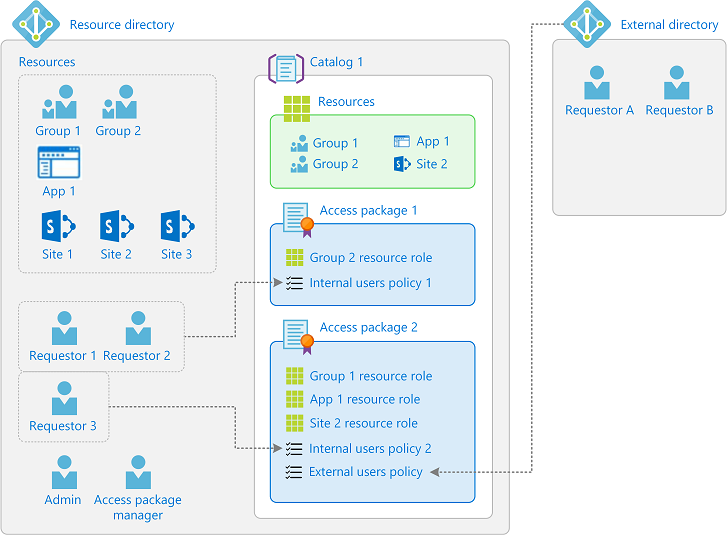 Resource directory
External directory
Resources
Catalog 1
Requestor A
Requestor B
Group 1
Group 2
App 1
Site 1
Site 2
Site 3
Resources
Group 1
App 1
Group 2
Site 2
Access package 1
Group 2 resource role
Internal users policy 1
Requestor 1
Requestor 2
Access package 2
Group 1 resource role
App 1 resource role
Site 2 resource role
Internal users policy 2
External users policy
Requestor 3
Admin
Access package
manager